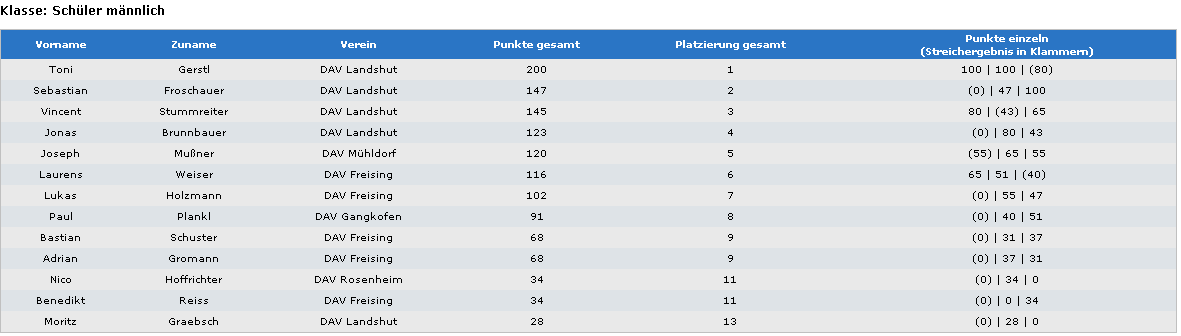 Klasse: Schüler männlich
Vorname Zuname Verein Punkte gesamt Platzierung gesamt Punkte einzeln
(Streichergebnis in Klammern)
Toni Gerstl DAV Landshut 200 1 100 | 100 | (80)
Sebastian Froschauer DAV Landshut 147 2 (0) | 47 | 100
Vincent Stummreiter DAV Landshut 145 3 80 | (43) | 65
Jonas Brunnbauer DAV Landshut 123 4 (0) | 80 | 43
Joseph Mußner DAV Mühldorf 120 5 (55) | 65 | 55
Laurens Weiser DAV Freising 116 6 65 | 51 | (40)
Lukas Holzmann DAV Freising 102 7 (0) | 55 | 47
Paul Plankl DAV Gangkofen 91 8 (0) | 40 | 51
Bastian Schuster DAV Freising 68 9 (0) | 31 | 37
Adrian Gromann DAV Freising 68 9 (0) | 37 | 31
Nico Hoffrichter DAV Rosenheim 34 11 (0) | 34 | 0
Benedikt Reiss DAV Freising 34 11 (0) | 0 | 34
Moritz Graebsch DAV Landshut 28 13 (0) | 28 | 0